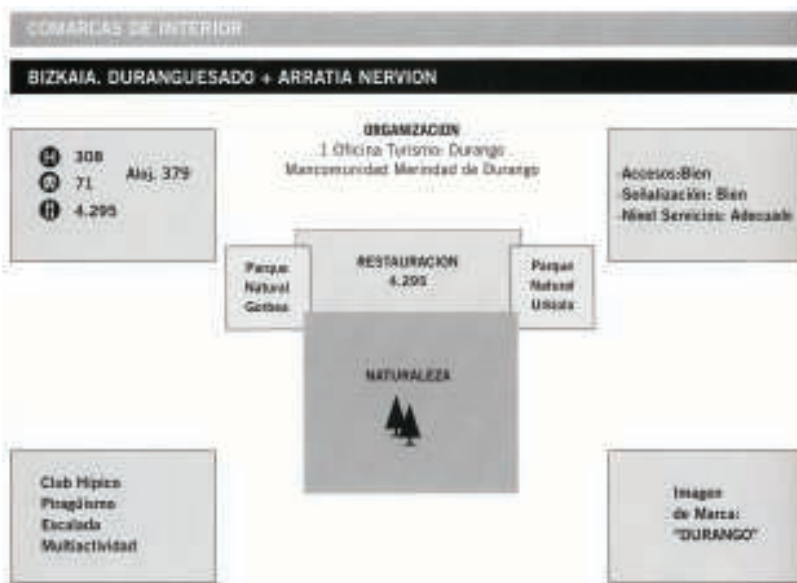 COMARCAS DE INTERIOR
BIZKAIA. DURANGUESADO + ARRATIA NERVION
H 308
71
4.295
Aloj. 379
ORGANIZACION
1 Oficina Turismo: Durango
Mancomunidad Merindad de Durango
-Accesos:Bien
-Señalización: Bien
-Nivel Servicios: Adecuado
Parque
Natural
Gorbea
RESTAURACION
4.295
Parque
Natural
Urkiola
NATURALEZA
Club Hípico
Piragüismo
Escalada
Multiactividad
Imagen
de Marca:
"DURANGO"